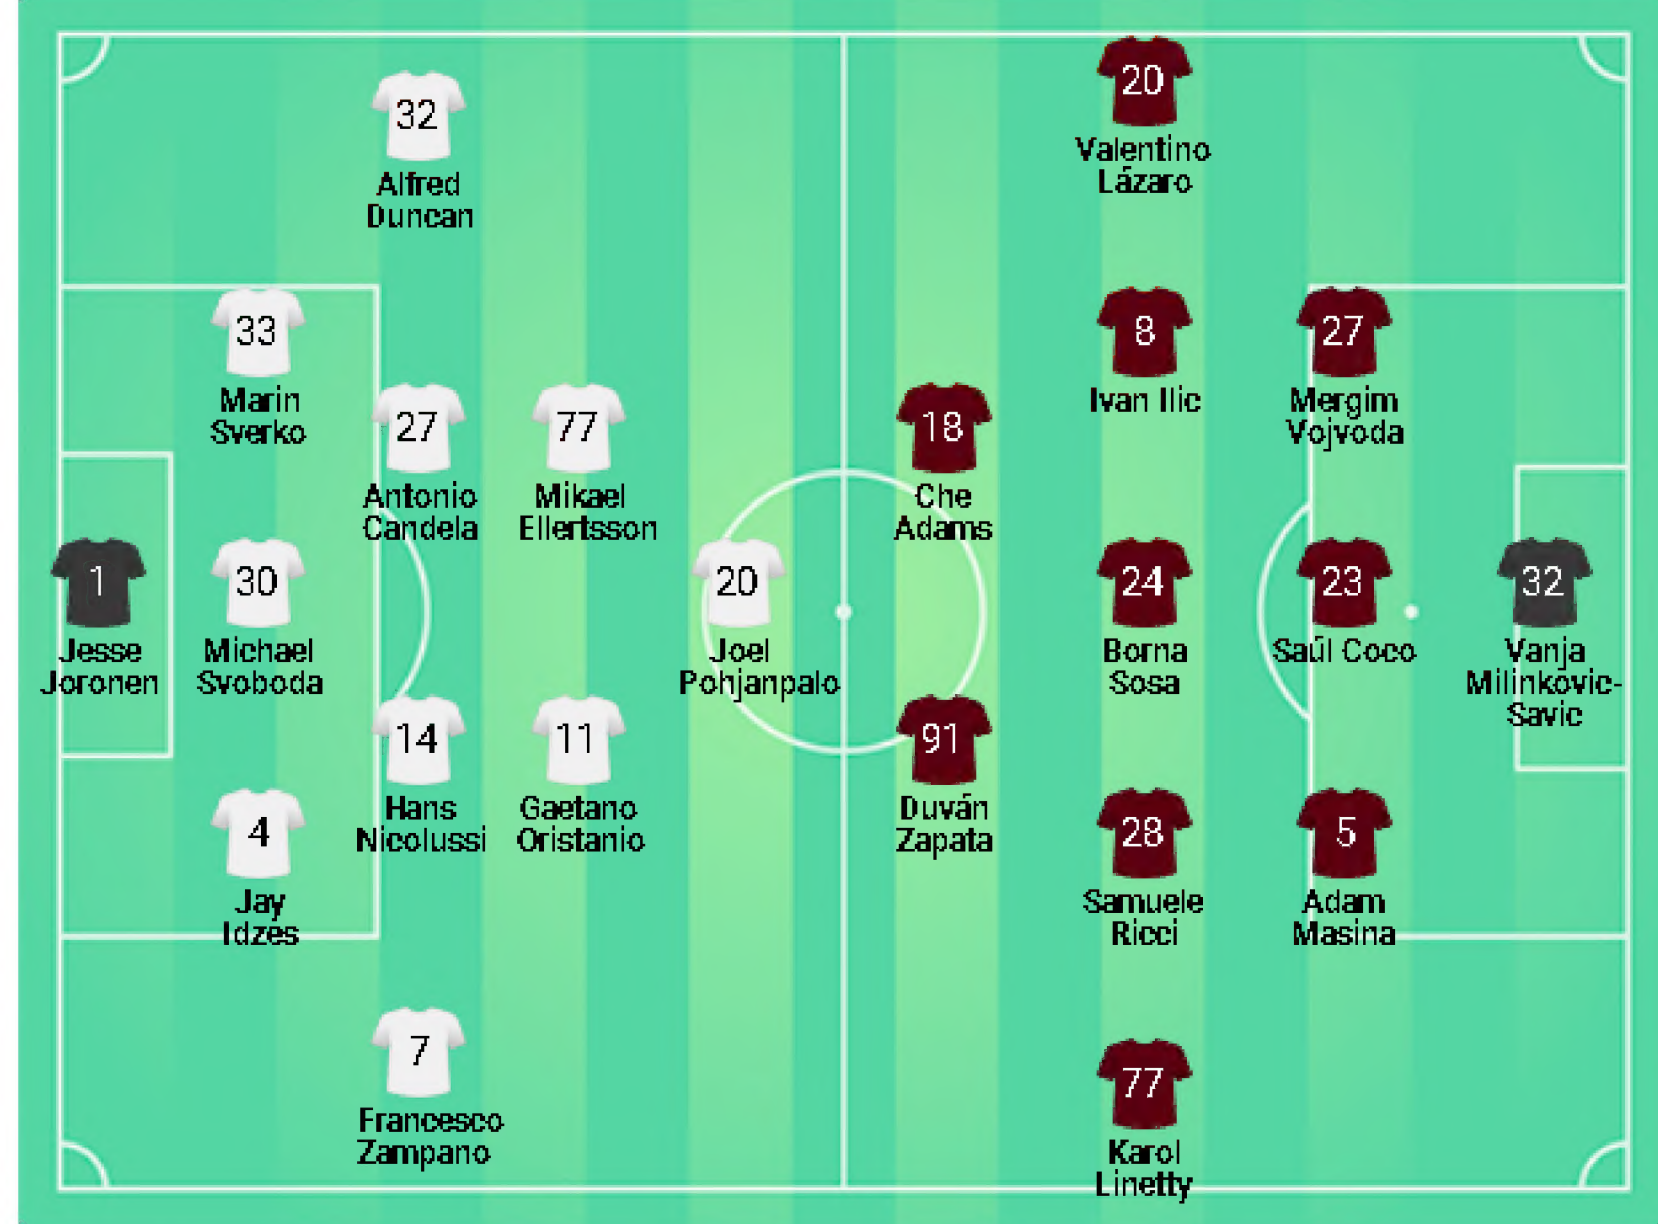 32
Alfred
Duncan
33
Marin
Sverko
27
Antonio
Candela
77
Mikael
Ellertsson
1
Jesse
Joronen
30
Michael
Svoboda
20
Joel
Pohjanpalo
14
Hans
Nicolussi
11
Gaetano
Oristanio
4
Jay
Idzes
7
Francesco
Zampano
20
Valentino
Lázaro
8
Ivan Ilic
27
Mergim
Vojvoda
18
Che
Adams
24
Borna
Sosa
23
Saúl Coco
32
Vanja
Milinkovic-
Savic
91
Duván
Zapata
28
Samuele
Ricci
5
Adam
Masina
77
Karol
Linetty